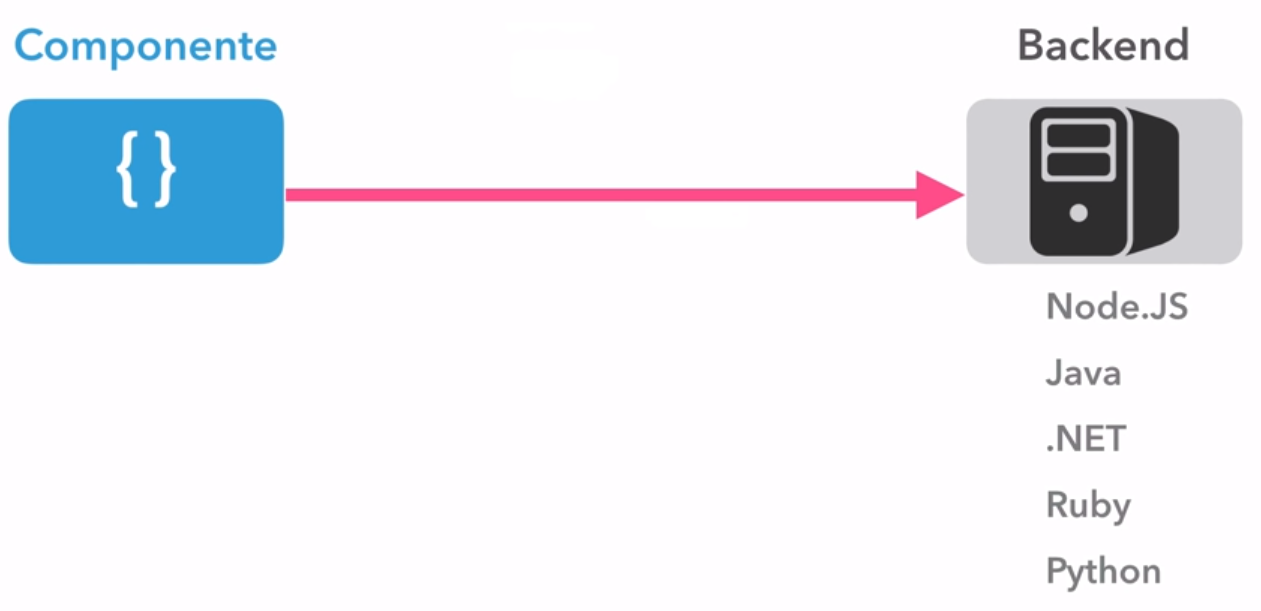 Componente
Backend
{ }
Node.JS
Java
.NET
Ruby
Python